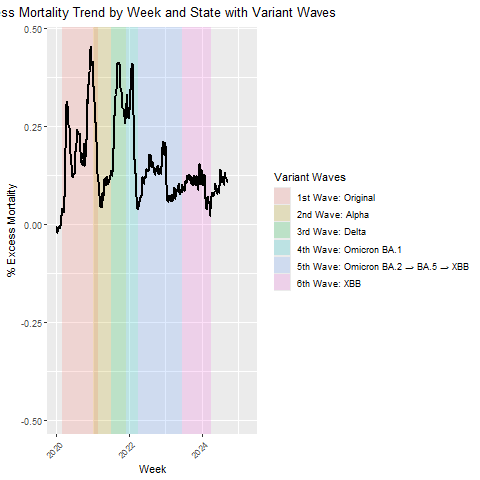 ess Mortality Trend by Week and State with Variant Waves
0.50
0.25
0.00
-0.25
-0.50
% Excess Mortality
2020
2022
2024
Week
Variant Waves
1st Wave: Original
2nd Wave: Alpha
3rd Wave: Delta
4th Wave: Omicron BA.1
5th Wave: Omicron BA.2 → BA.5 → XBB
6th Wave: XBB